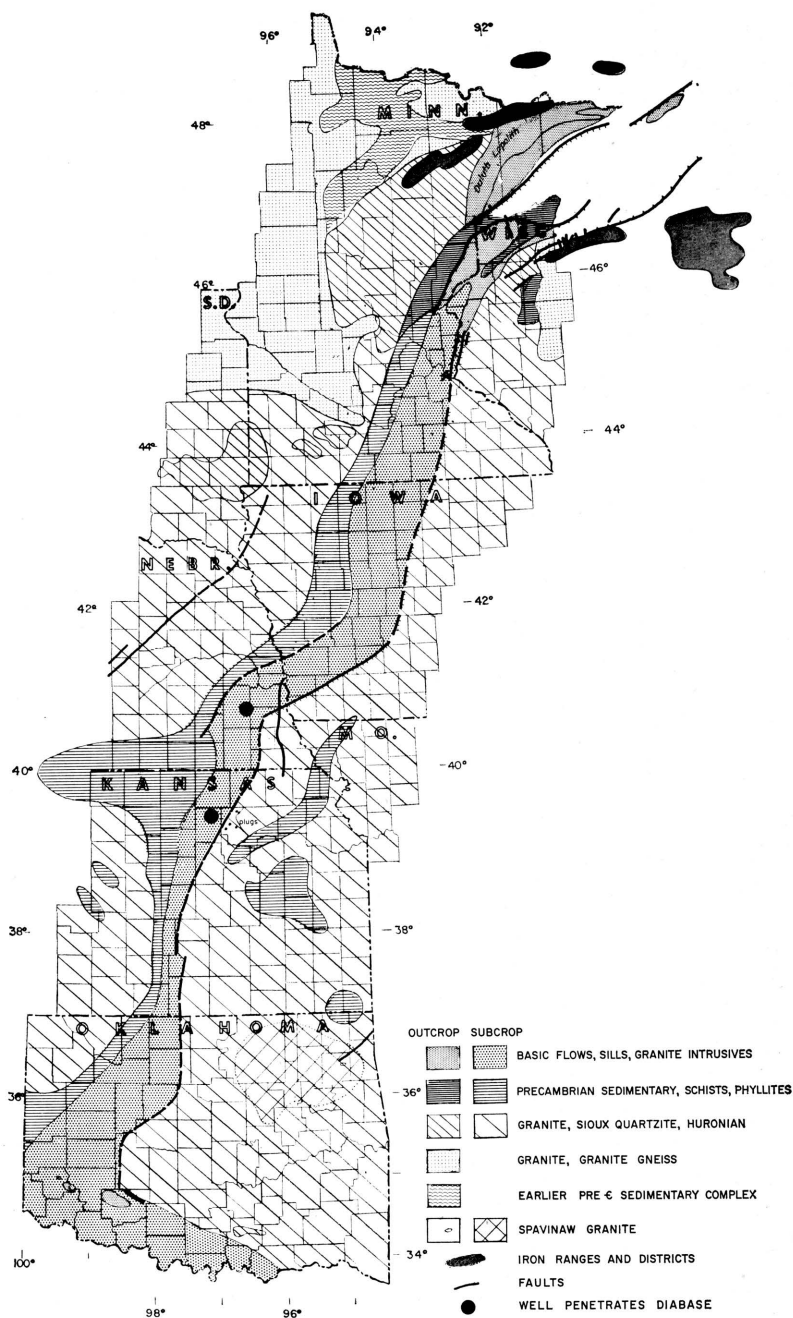 96° 94° 92°
48°
MINN.
Duluth Lopolith
WIS
46° 46°
S.D.
44° 44°
IOWA
NEBR.
42° 42°
MO.
40° 40°
KANSAS
plugs
38° 38°
OKLAHOMA
36° 36°
100° 34°
98° 96°
OUTCROP SUBCROP
BASIC FLOWS, SILLS, GRANITE INTRUSIVES
PRECAMBRIAN SEDIMENTARY, SCHISTS, PHYLLITES
GRANITE, SIOUX QUARTZITE, HURONIAN
GRANITE, GRANITE GNEISS
EARLIER PRE Є SEDIMENTARY COMPLEX
SPAVINAW GRANITE
IRON RANGES AND DISTRICTS
FAULTS
WELL PENETRATES DIABASE